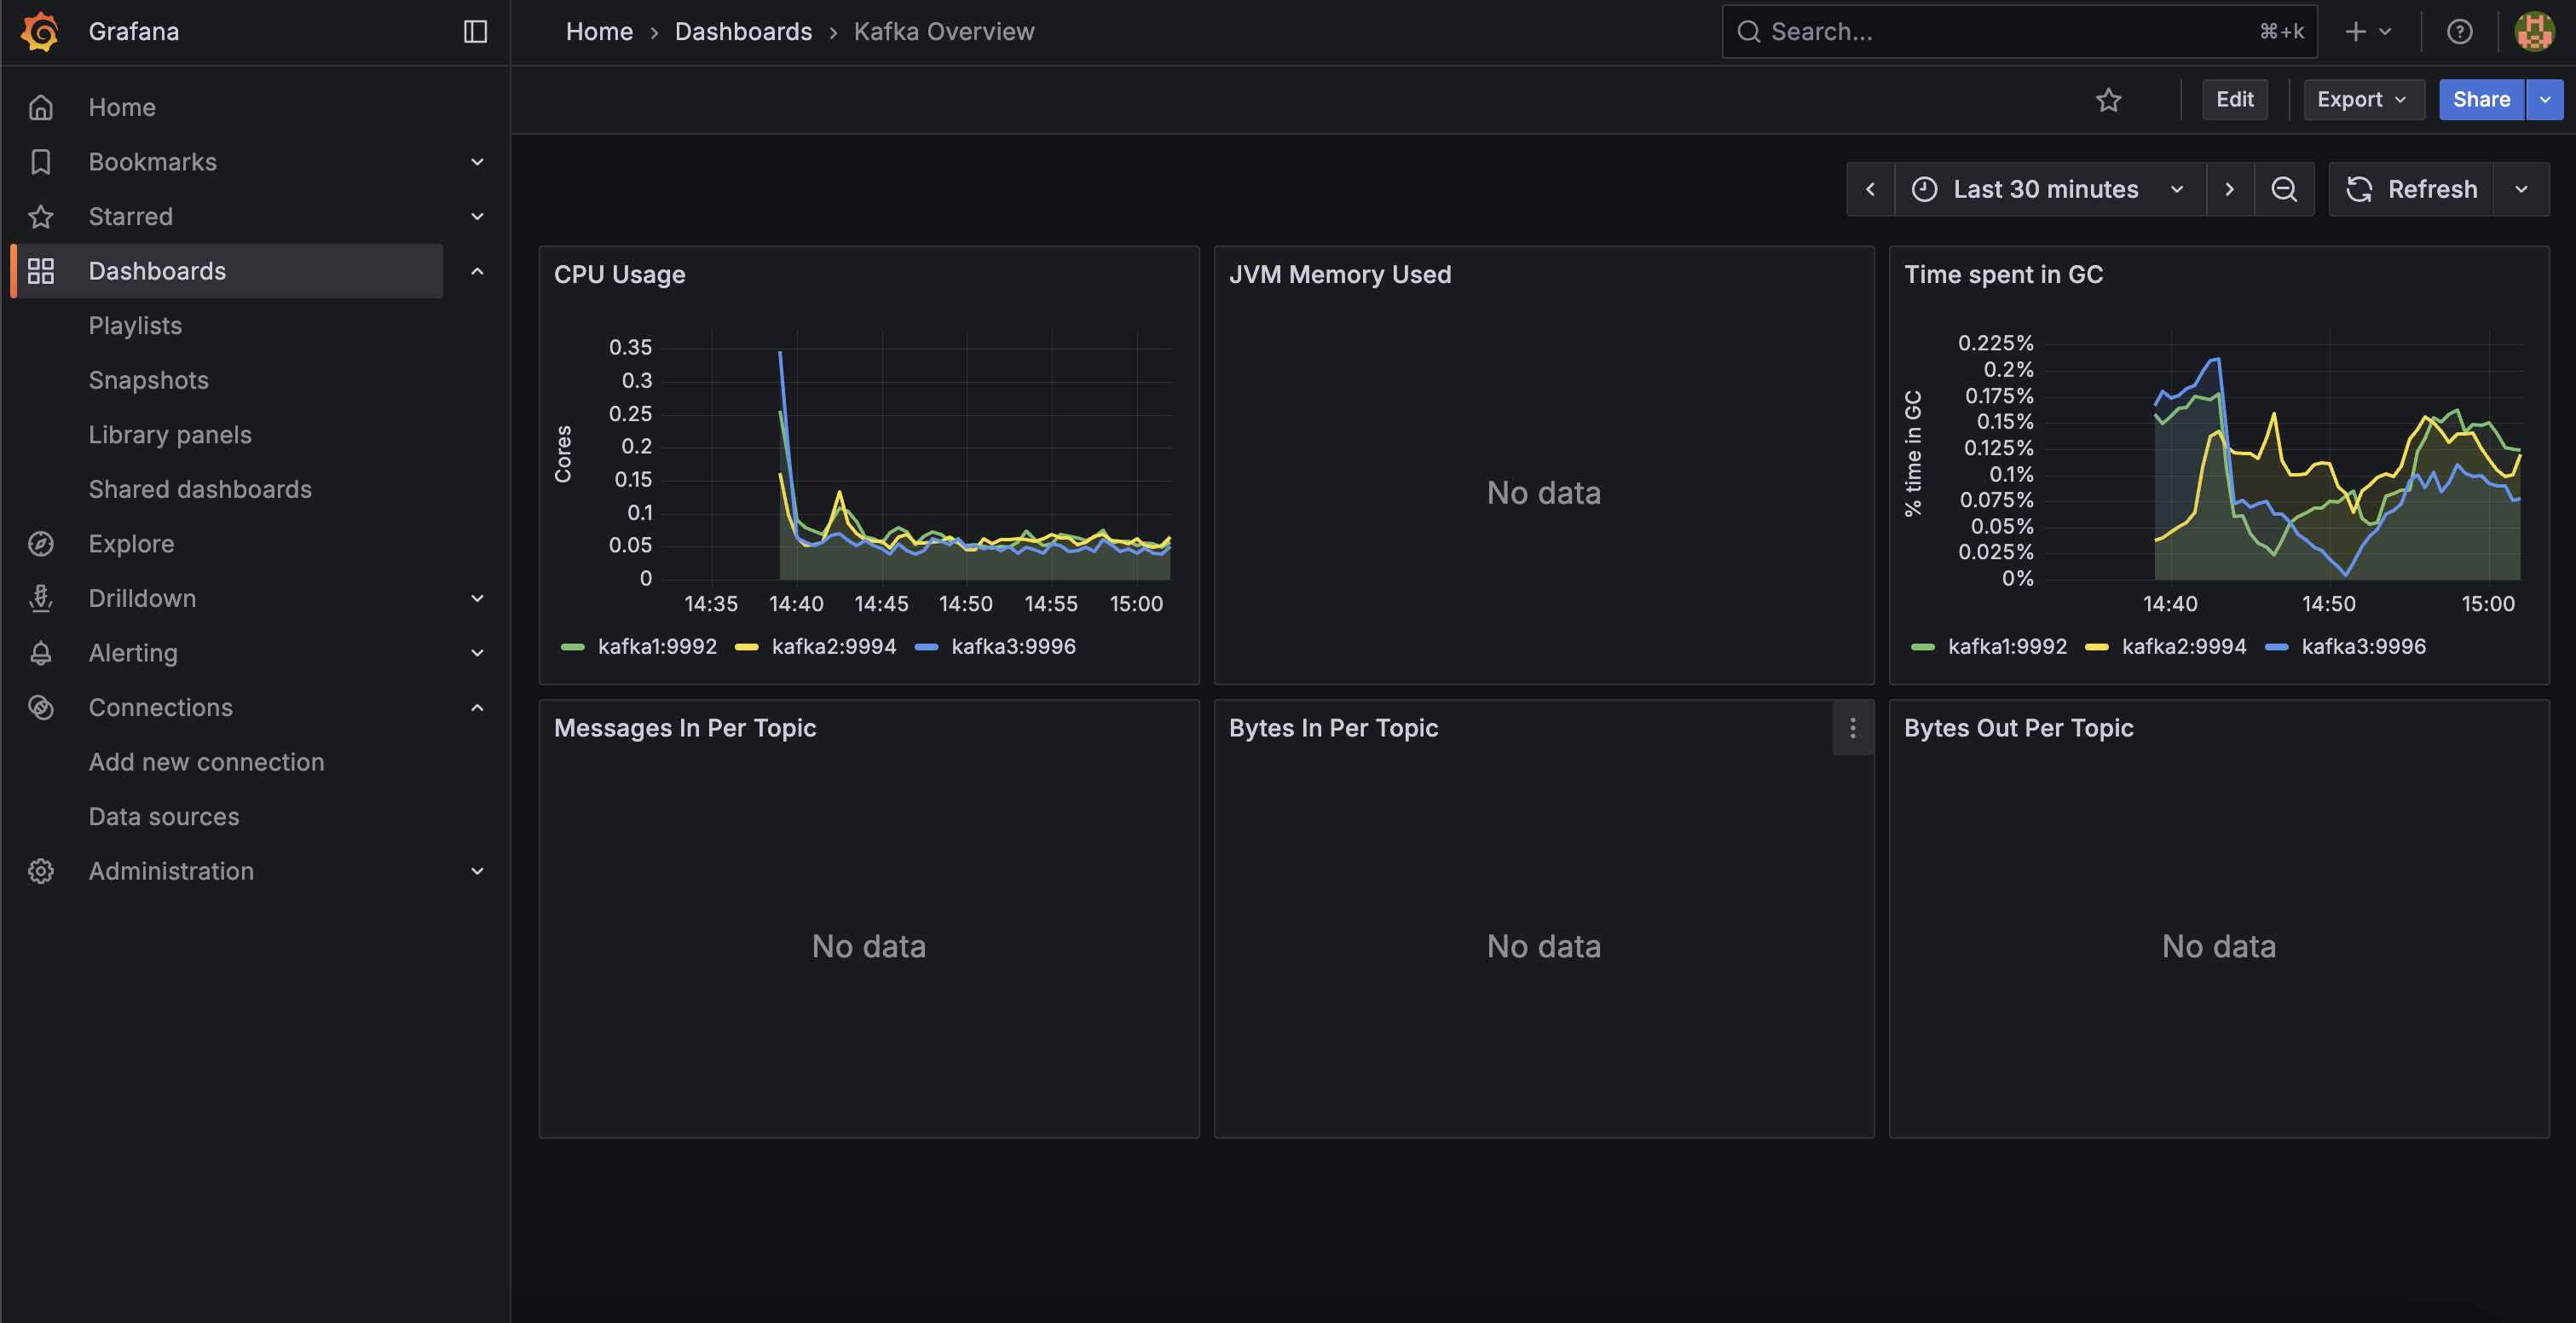 Grafana
Home
Bookmarks
Starred
Dashboards
Playlists
Snapshots
Library panels
Shared dashboards
Explore
Drilldown
Alerting
Connections
Add new connection
Data sources
Administration
Home › Dashboards › Kafka Overview
Search... ⌘+k
Edit Export Share
Last 30 minutes Refresh
CPU Usage
Cores
0.35
0.3
0.25
0.2
0.15
0.1
0.05
0
14:35 14:40 14:45 14:50 14:55 15:00
kafka1:9992 kafka2:9994 kafka3:9996
JVM Memory Used
No data
Time spent in GC
% time in GC
0.225%
0.2%
0.175%
0.15%
0.125%
0.1%
0.075%
0.05%
0.025%
0%
14:40 14:50 15:00
kafka1:9992 kafka2:9994 kafka3:9996
Messages In Per Topic
No data
Bytes In Per Topic
No data
Bytes Out Per Topic
No data